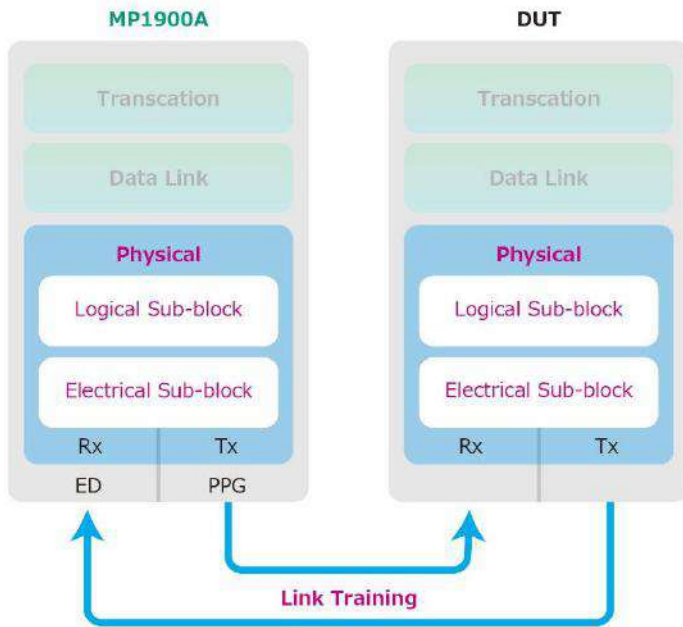 MP1900A
Transcation
Data Link
Physical
Logical Sub-block
Electrical Sub-block
Rx
Tx
ED
PPG
DUT
Transcation
Data Link
Physical
Logical Sub-block
Electrical Sub-block
Rx
Tx
Link Training